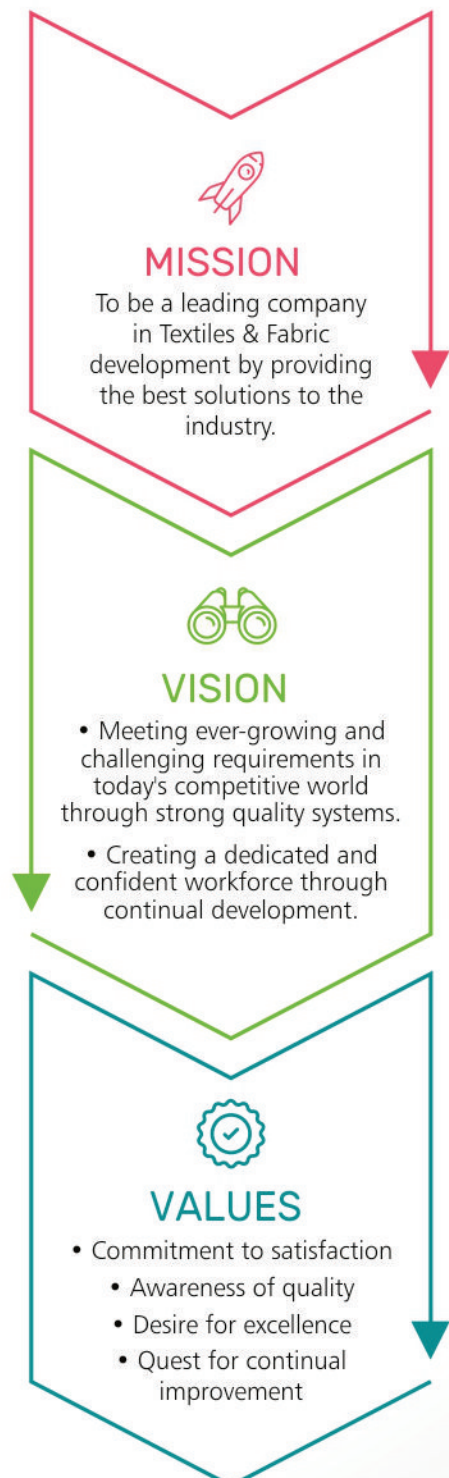 MISSION
To be a leading company
in Textiles & Fabric
development by providing
the best solutions to the
industry.
VISION
• Meeting ever-growing and
challenging requirements in
today's competitive world
through strong quality systems.
• Creating a dedicated and
confident workforce through
continual development.
VALUES
• Commitment to satisfaction
• Awareness of quality
• Desire for excellence
• Quest for continual
improvement